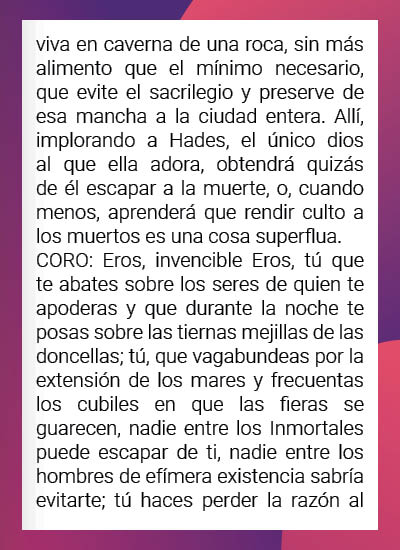 viva en caverna de una roca, sin más
alimento que el mínimo necesario,
que evite el sacrilegio y preserve de
esa mancha a la ciudad entera. Allí,
implorando a Hades, el único dios
al que ella adora, obtendrá quizás
de él escapar a la muerte, o, cuando
menos, aprenderá que rendir culto a
los muertos es una cosa superflua.
CORO: Eros, invencible Eros, tú que
te abates sobre los seres de quien te
apoderas y que durante la noche te
posas sobre las tiernas mejillas de las
doncellas; tú, que vagabundeas por la
extensión de los mares y frecuentas
los cubiles en que las fieras se
guarecen, nadie entre los Inmortales
puede escapar de ti, nadie entre los
hombres de efímera existencia sabría
evitarte; tú haces perder la razón al